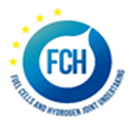 FCH
FUEL CELLS AND HYDROGEN JOINT UNDERTAKING